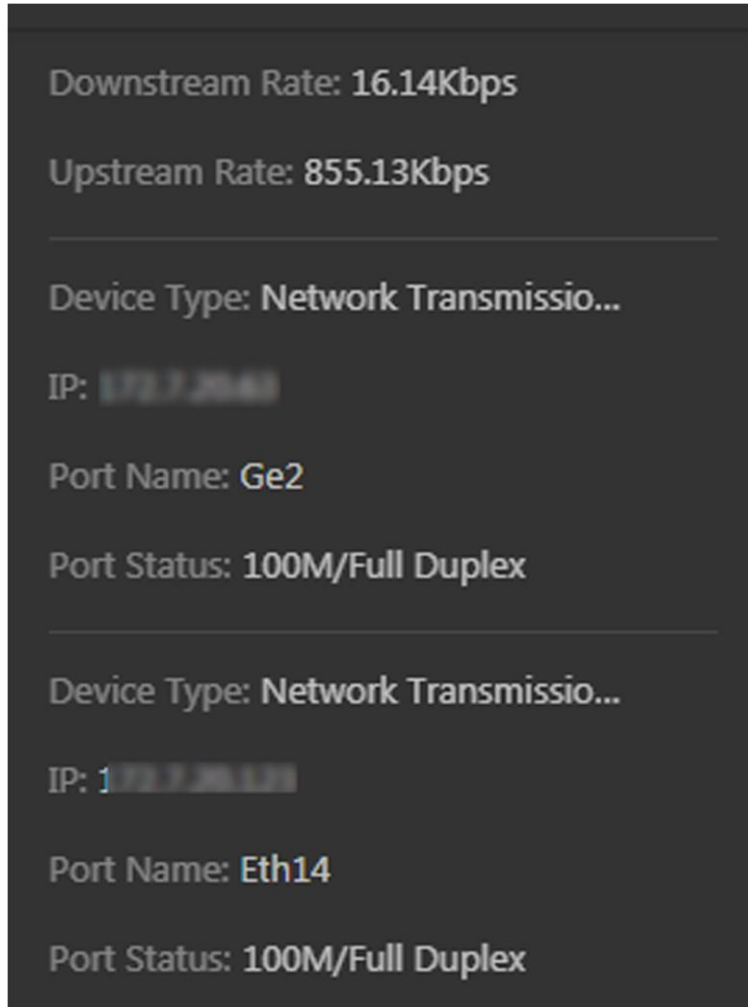 Downstream Rate: 16.14Kbps
Upstream Rate: 855.13Kbps
Device Type: Network Transmissio...
IP:
Port Name: Ge2
Port Status: 100M/Full Duplex
Device Type: Network Transmissio...
IP:
Port Name: Eth14
Port Status: 100M/Full Duplex